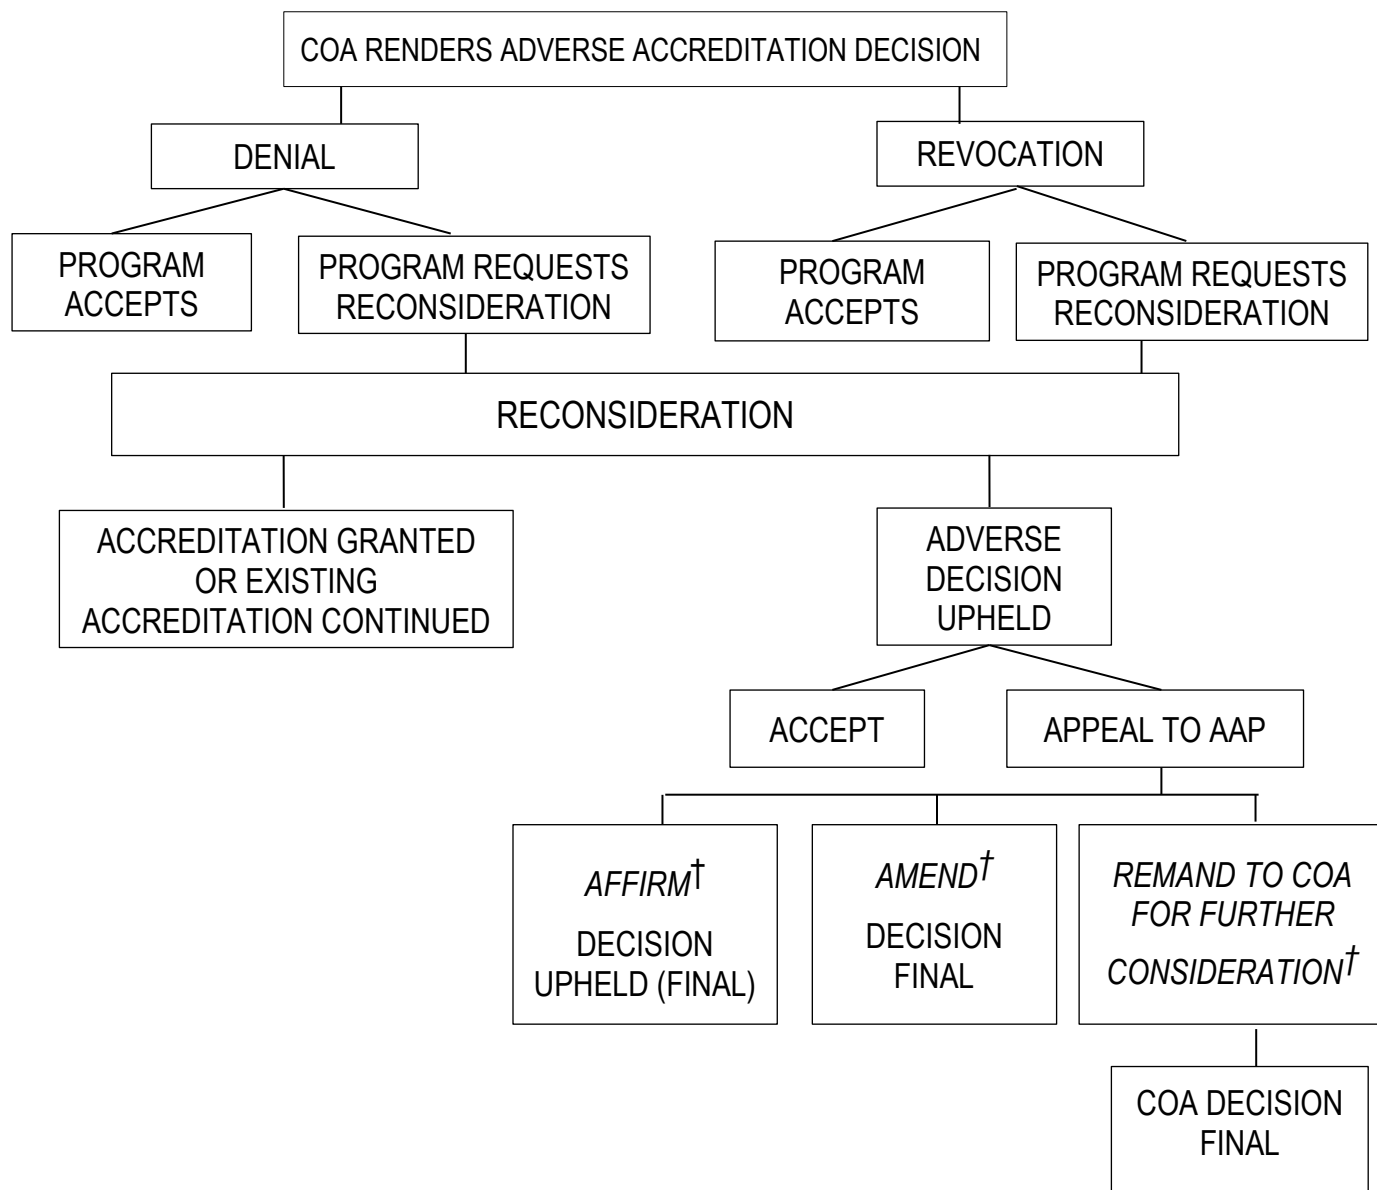 COA RENDERS ADVERSE ACCREDITATION DECISION
DENIAL
REVOCATION
PROGRAM
ACCEPTS
PROGRAM REQUESTS
RECONSIDERATION
PROGRAM
ACCEPTS
PROGRAM REQUESTS
RECONSIDERATION
RECONSIDERATION
ACCREDITATION GRANTED
OR EXISTING
ACCREDITATION CONTINUED
ADVERSE
DECISION
UPHELD
ACCEPT
APPEAL TO AAP
AFFIRM†
DECISION
UPHELD (FINAL)
AMEND†
DECISION
FINAL
REMAND TO COA
FOR FURTHER
CONSIDERATION†
COA DECISION
FINAL